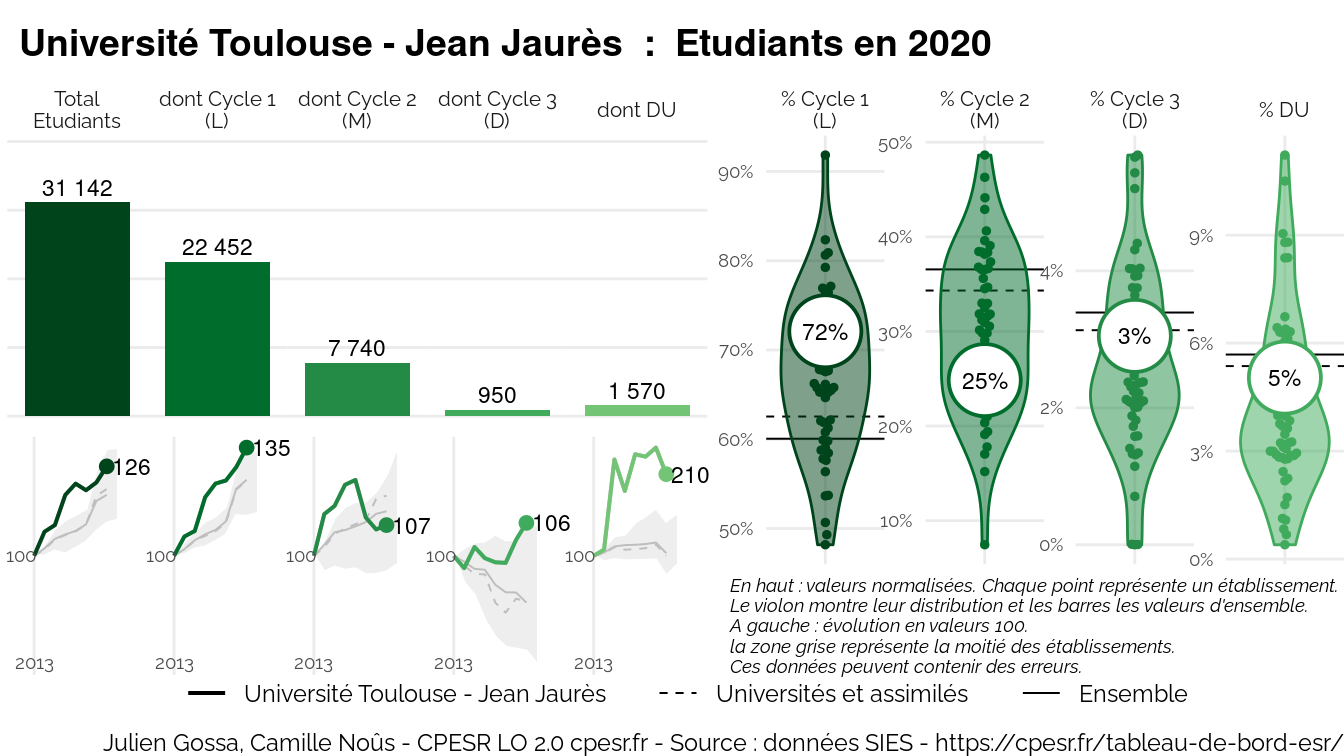 Université Toulouse - Jean Jaurès : Etudiants en 2020
Total
Etudiants
dont Cycle 1
(L)
dont Cycle 2
(M)
dont Cycle 3
(D)
dont DU
31 142
22 452
7 740
950
1 570
126
100
2013
135
100
2013
107
100
2013
106
100
2013
210
100
2013
% Cycle 1
(L)
90%
80%
70%
60%
50%
72%
% Cycle 2
(M)
50%
40%
30%
20%
10%
25%
% Cycle 3
(D)
4%
2%
0%
3%
% DU
9%
6%
3%
0%
5%
En haut : valeurs normalisées. Chaque point représente un établissement.
Le violon montre leur distribution et les barres les valeurs d'ensemble.
A gauche : évolution en valeurs 100.
la zone grise représente la moitié des établissements.
Ces données peuvent contenir des erreurs.
Université Toulouse - Jean Jaurès
Universités et assimilés
Ensemble
Julien Gossa, Camille Noûs - CPESR LO 2.0 cpesr.fr - Source : données SIES - https://cpesr.fr/tableau-de-bord-esr/